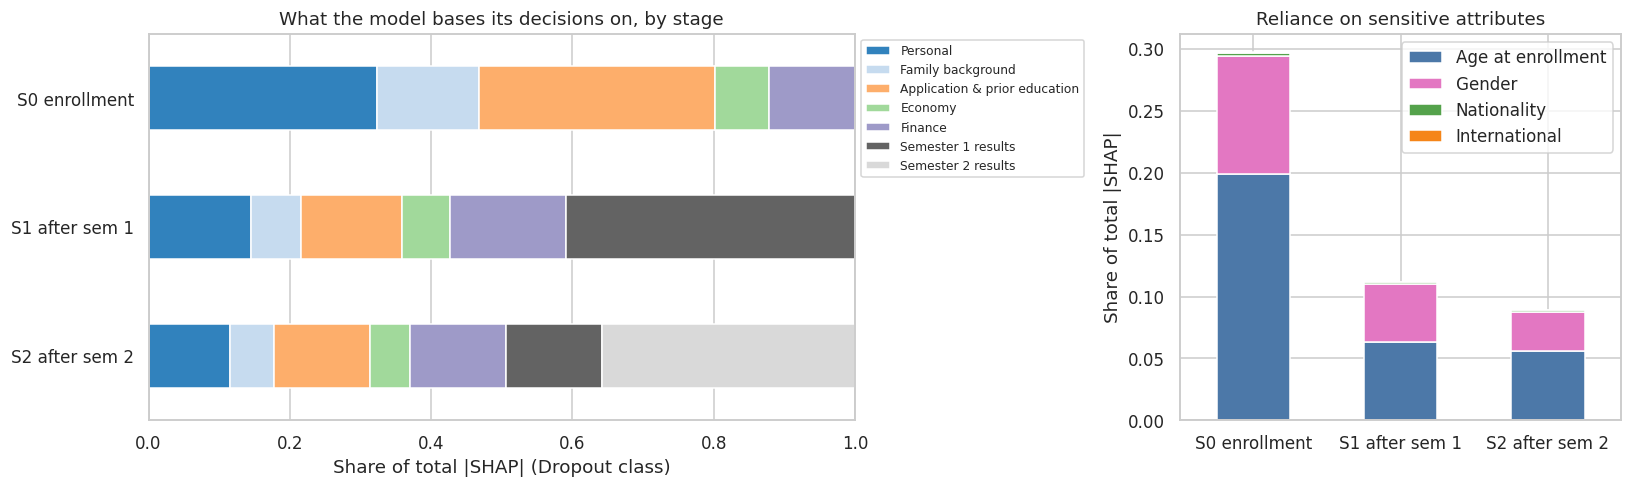 What the model bases its decisions on, by stage
S0 enrollment
S1 after sem 1
S2 after sem 2
0.0 0.2 0.4 0.6 0.8 1.0
Share of total |SHAP| (Dropout class)
Personal
Family background
Application & prior education
Economy
Finance
Semester 1 results
Semester 2 results
Reliance on sensitive attributes
Share of total |SHAP|
0.30
0.25
0.20
0.15
0.10
0.05
0.00
Age at enrollment
Gender
Nationality
International
S0 enrollment S1 after sem 1 S2 after sem 2